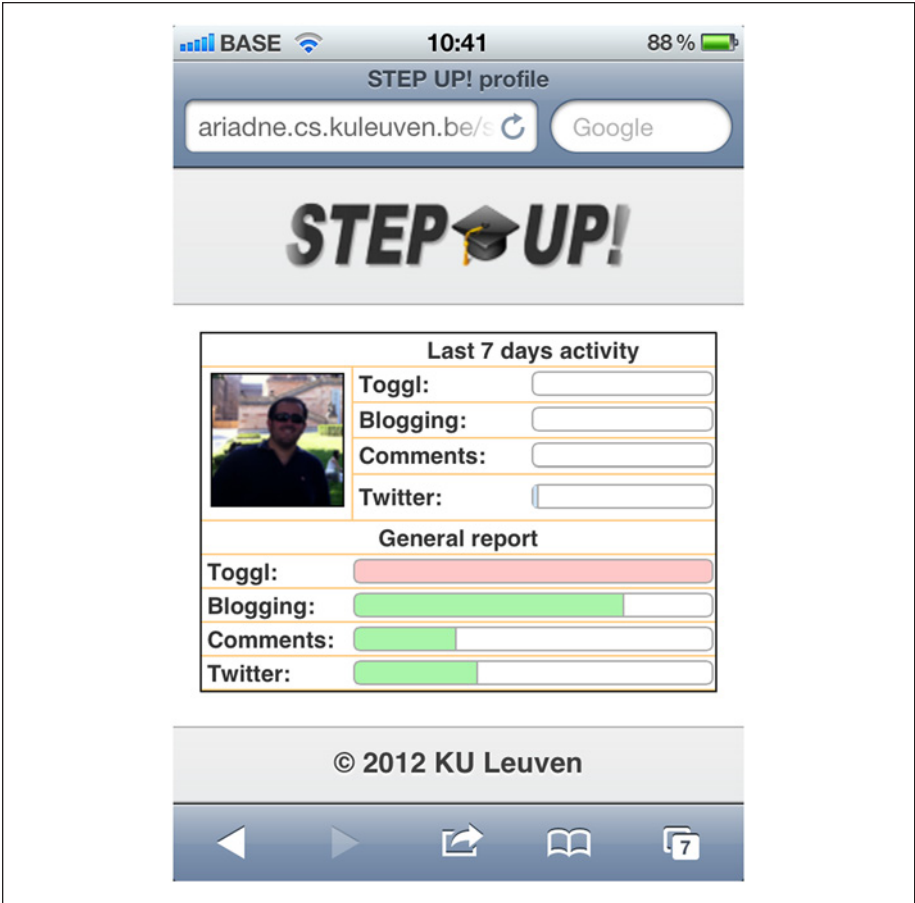 BASE 10:41 88 %
STEP UP! profile
ariadne.cs.kuleuven.be/s Google
STEP UP!
Last 7 days activity
Toggl:
Blogging:
Comments:
Twitter:
General report
Toggl:
Blogging:
Comments:
Twitter:
© 2012 KU Leuven
7